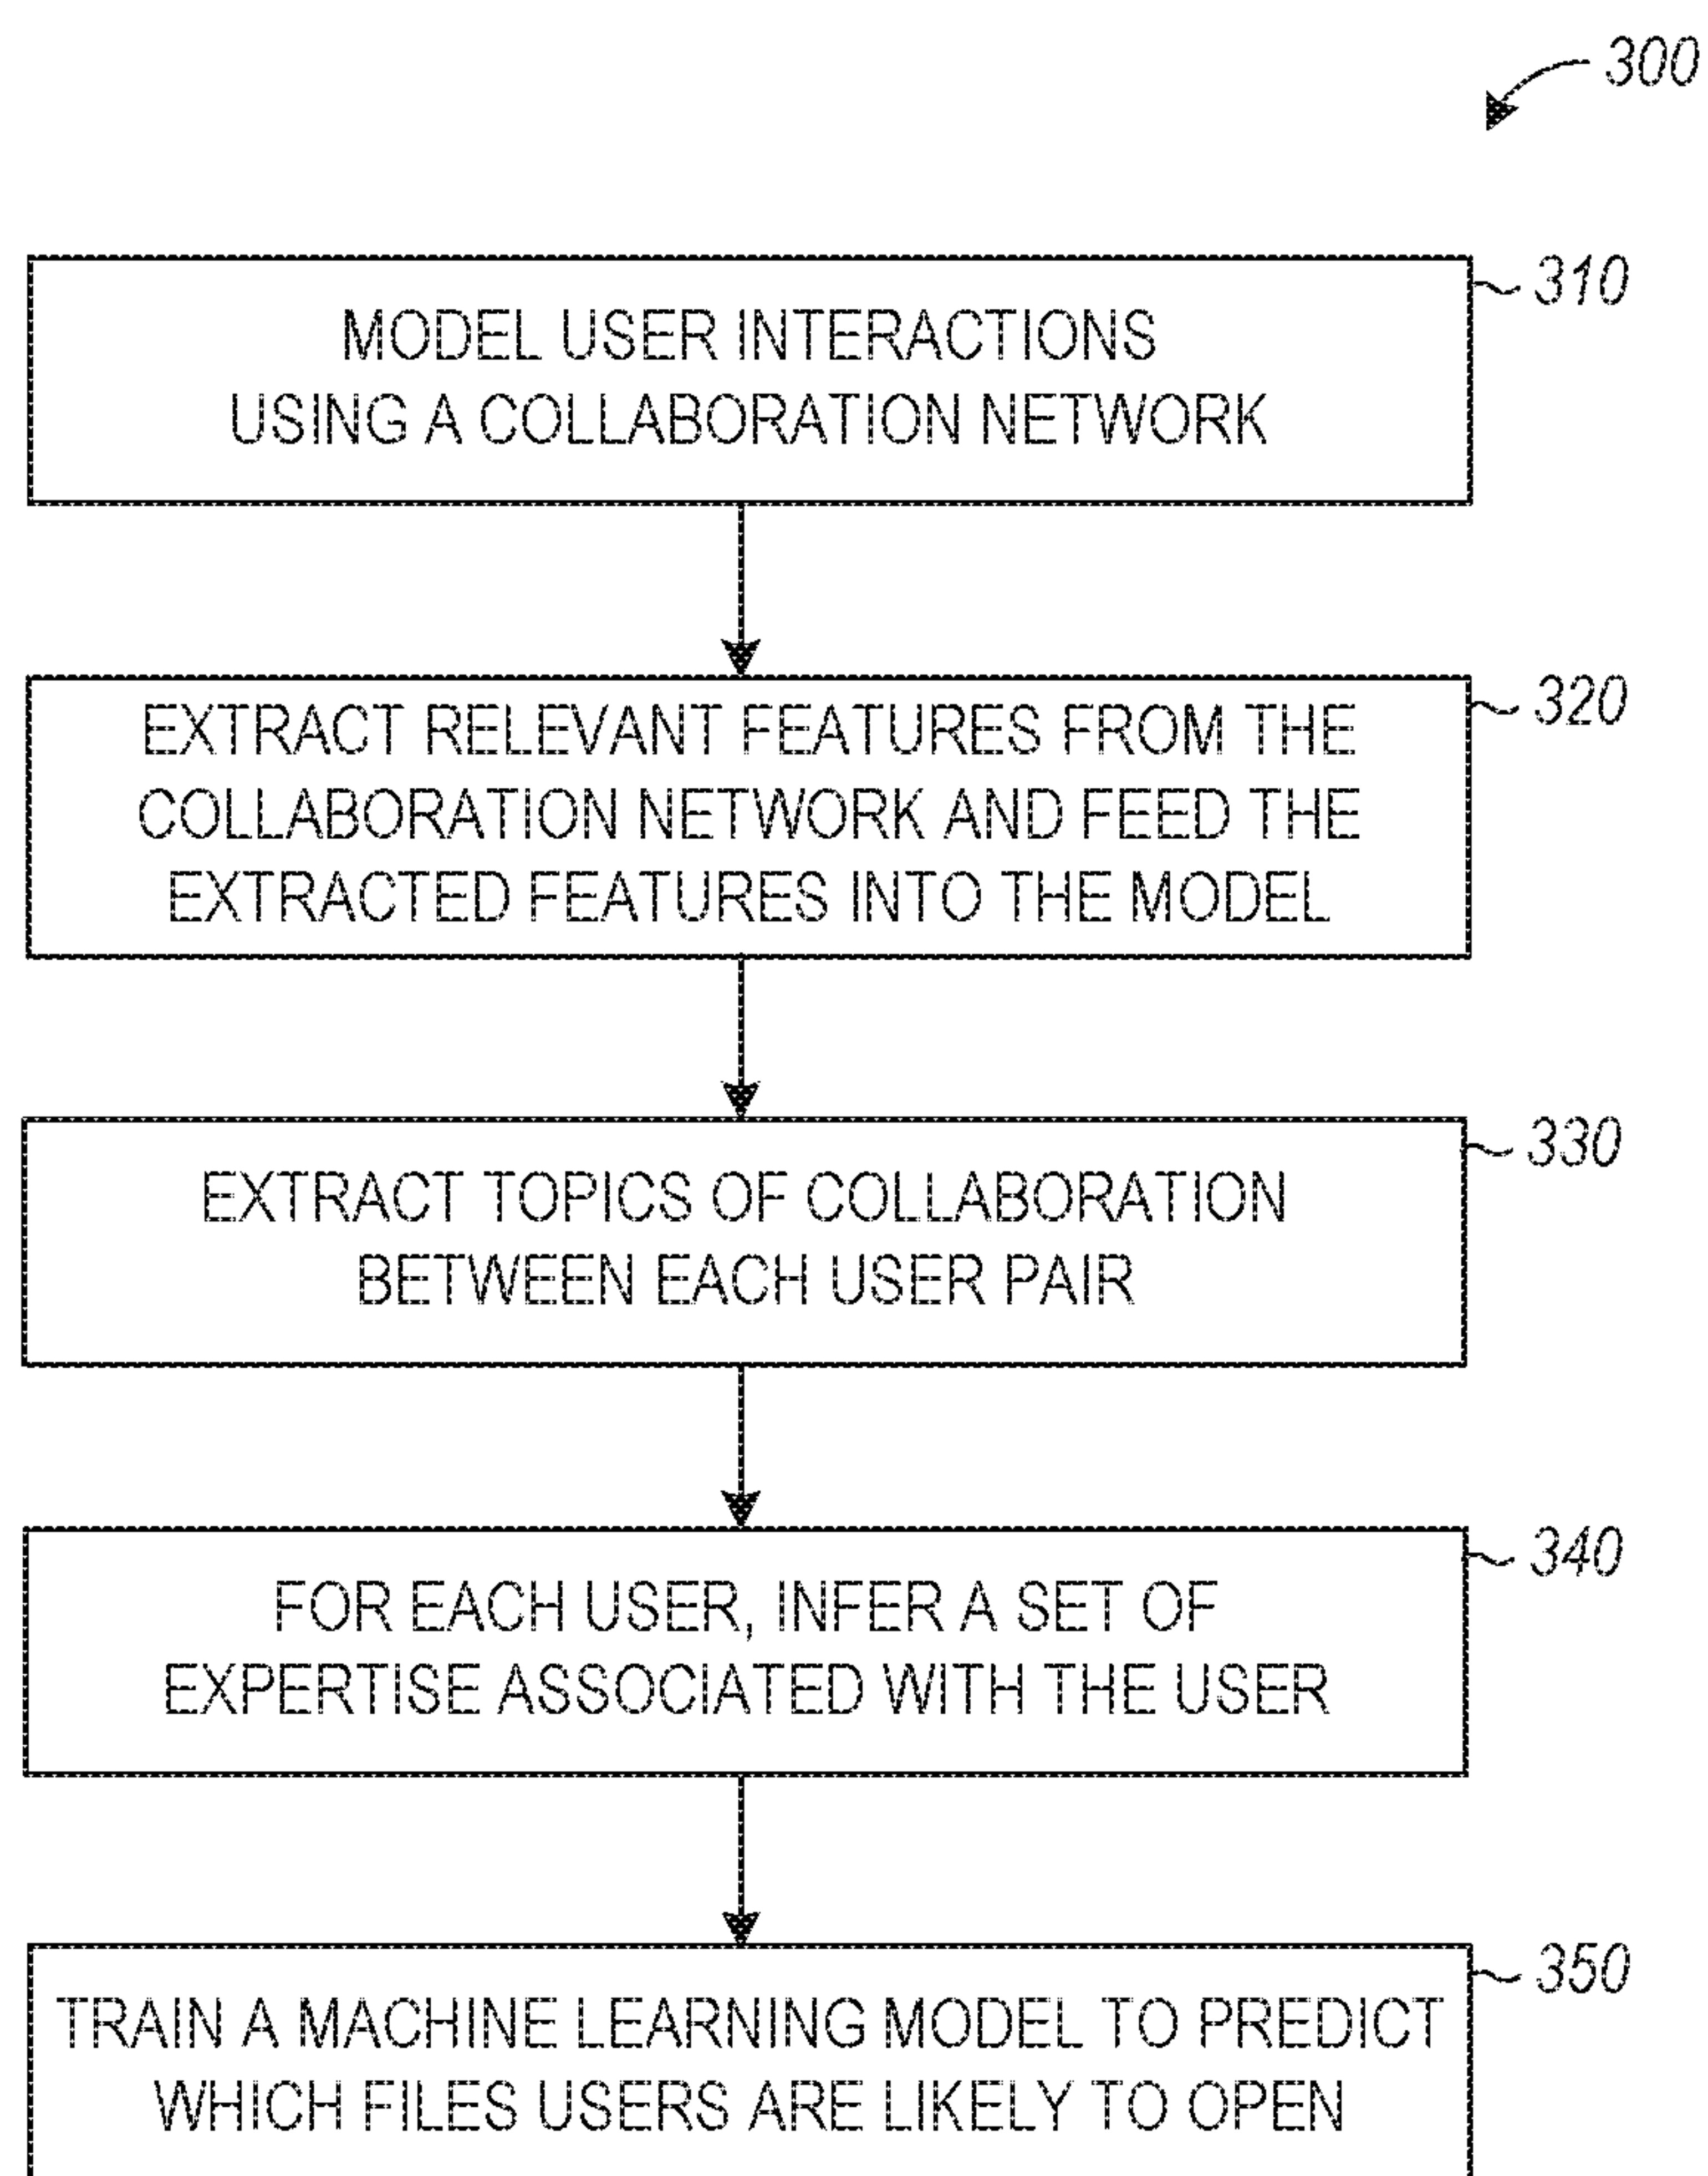 300
310
MODEL USER INTERACTIONS
USING A COLLABORATION NETWORK
320
EXTRACT RELEVANT FEATURES FROM THE
COLLABORATION NETWORK AND FEED THE
EXTRACTED FEATURES INTO THE MODEL
330
EXTRACT TOPICS OF COLLABORATION
BETWEEN EACH USER PAIR
340
FOR EACH USER, INFER A SET OF
EXPERTISE ASSOCIATED WITH THE USER
350
TRAIN A MACHINE LEARNING MODEL TO PREDICT
WHICH FILES USERS ARE LIKELY TO OPEN